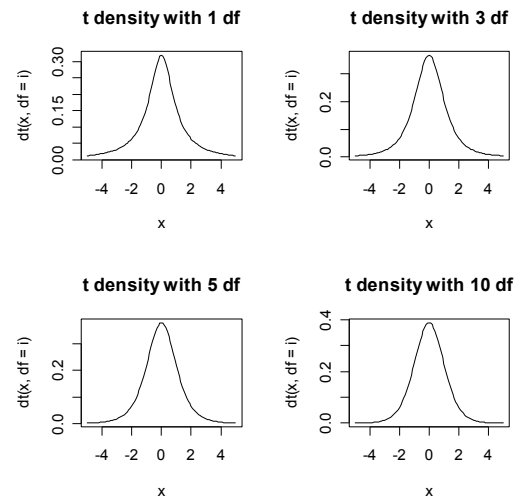 t density with 1 df
dt(x, df = i)
0.00 0.15 0.30
-4 -2 0 2 4
x
t density with 3 df
dt(x, df = i)
0.0 0.2
-4 -2 0 2 4
x
t density with 5 df
dt(x, df = i)
0.0 0.2
-4 -2 0 2 4
x
t density with 10 df
dt(x, df = i)
0.0 0.2 0.4
-4 -2 0 2 4
x